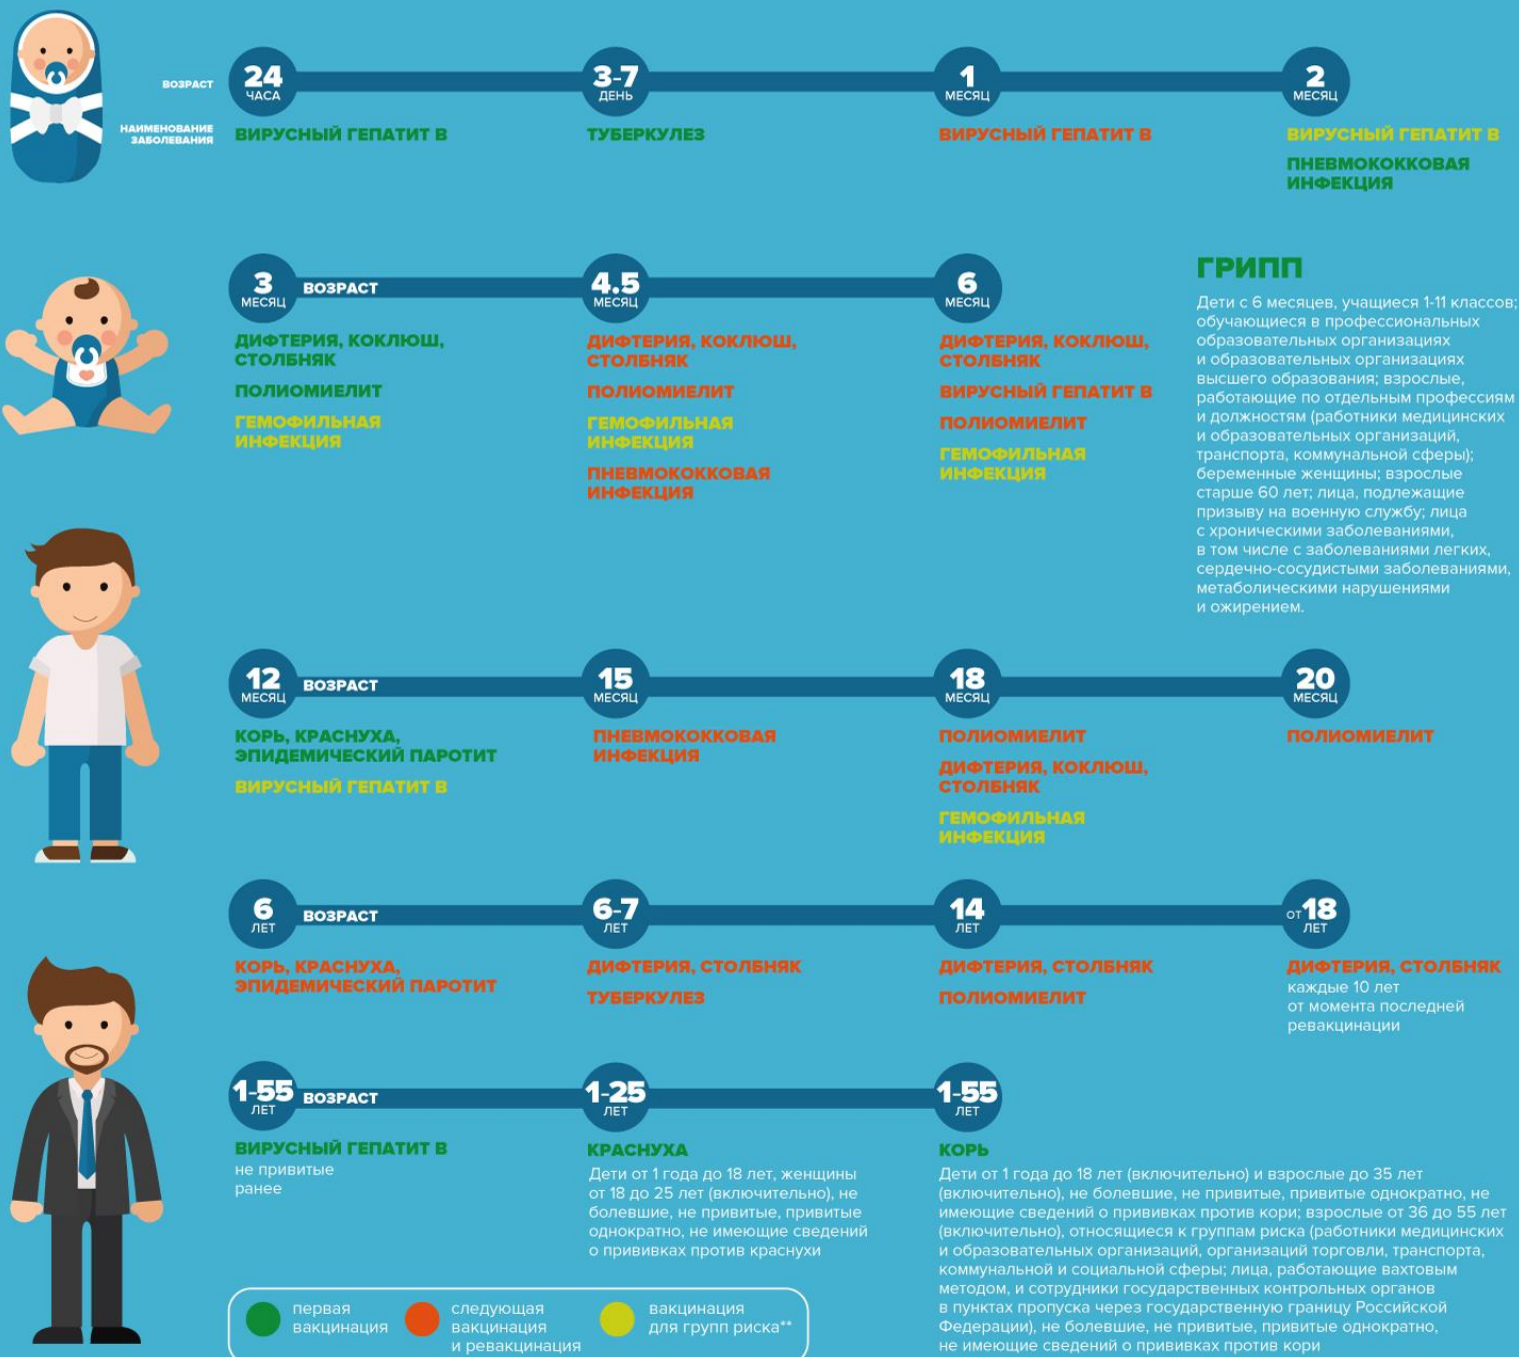 ВОЗРАСТ
НАИМЕНОВАНИЕ
ЗАБОЛЕВАНИЯ
24
ЧАСА
ВИРУСНЫЙ ГЕПАТИТ В
3-7
ДЕНЬ
ТУБЕРКУЛЕЗ
1
МЕСЯЦ
ВИРУСНЫЙ ГЕПАТИТ В
2
МЕСЯЦ
ВИРУСНЫЙ ГЕПАТИТ В
ПНЕВМОКОККОВАЯ
ИНФЕКЦИЯ
3
МЕСЯЦ
ВОЗРАСТ
ДИФТЕРИЯ, КОКЛЮШ,
СТОЛБНЯК
ПОЛИОМИЕЛИТ
ГЕМОФИЛЬНАЯ
ИНФЕКЦИЯ
4.5
МЕСЯЦ
ДИФТЕРИЯ, КОКЛЮШ,
СТОЛБНЯК
ПОЛИОМИЕЛИТ
ГЕМОФИЛЬНАЯ
ИНФЕКЦИЯ
ПНЕВМОКОККОВАЯ
ИНФЕКЦИЯ
6
МЕСЯЦ
ДИФТЕРИЯ, КОКЛЮШ,
СТОЛБНЯК
ВИРУСНЫЙ ГЕПАТИТ В
ПОЛИОМИЕЛИТ
ГЕМОФИЛЬНАЯ
ИНФЕКЦИЯ
ГРИПП
Дети с 6 месяцев, учащиеся 1-11 классов;
обучающиеся в профессиональных
образовательных организациях
и образовательных организациях
высшего образования; взрослые,
работающие по отдельным профессиям
и должностям (работники медицинских
и образовательных организаций,
транспорта, коммунальной сферы);
беременные женщины; взрослые
старше 60 лет; лица, подлежащие
призыву на военную службу; лица
с хроническими заболеваниями,
в том числе с заболеваниями легких,
сердечно-сосудистыми заболеваниями,
метаболическими нарушениями
и ожирением.
12
МЕСЯЦ
ВОЗРАСТ
КОРЬ, КРАСНУХА,
ЭПИДЕМИЧЕСКИЙ ПАРОТИТ
ВИРУСНЫЙ ГЕПАТИТ В
15
МЕСЯЦ
ПНЕВМОКОККОВАЯ
ИНФЕКЦИЯ
18
МЕСЯЦ
ПОЛИОМИЕЛИТ
ДИФТЕРИЯ, КОКЛЮШ,
СТОЛБНЯК
ГЕМОФИЛЬНАЯ
ИНФЕКЦИЯ
20
МЕСЯЦ
ПОЛИОМИЕЛИТ
6
ЛЕТ
ВОЗРАСТ
КОРЬ, КРАСНУХА,
ЭПИДЕМИЧЕСКИЙ ПАРОТИТ
6-7
ЛЕТ
ДИФТЕРИЯ, СТОЛБНЯК
ТУБЕРКУЛЕЗ
14
ЛЕТ
ДИФТЕРИЯ, СТОЛБНЯК
ПОЛИОМИЕЛИТ
от 18
ЛЕТ
ДИФТЕРИЯ, СТОЛБНЯК
каждые 10 лет
от момента последней
ревакцинации
1-55
ЛЕТ
ВОЗРАСТ
ВИРУСНЫЙ ГЕПАТИТ В
не привитые
ранее
1-25
ЛЕТ
КРАСНУХА
Дети от 1 года до 18 лет, женщины
от 18 до 25 лет (включительно), не
болевшие, не привитые, привитые
однократно, не имеющие сведений
о прививках против краснухи
1-55
ЛЕТ
КОРЬ
Дети от 1 года до 18 лет (включительно) и взрослые до 35 лет
(включительно), не болевшие, не привитые, привитые однократно, не
имеющие сведений о прививках против кори; взрослые от 36 до 55 лет
(включительно), относящиеся к группам риска (работники медицинских
и образовательных организаций, организаций торговли, транспорта,
коммунальной и социальной сферы; лица, работающие вахтовым
методом, и сотрудники государственных контрольных органов
в пунктах пропуска через государственную границу Российской
Федерации), не болевшие, не привитые, привитые однократно,
не имеющие сведений о прививках против кори
первая
вакцинация
следующая
вакцинация
и ревакцинация
вакцинация
для групп риска**